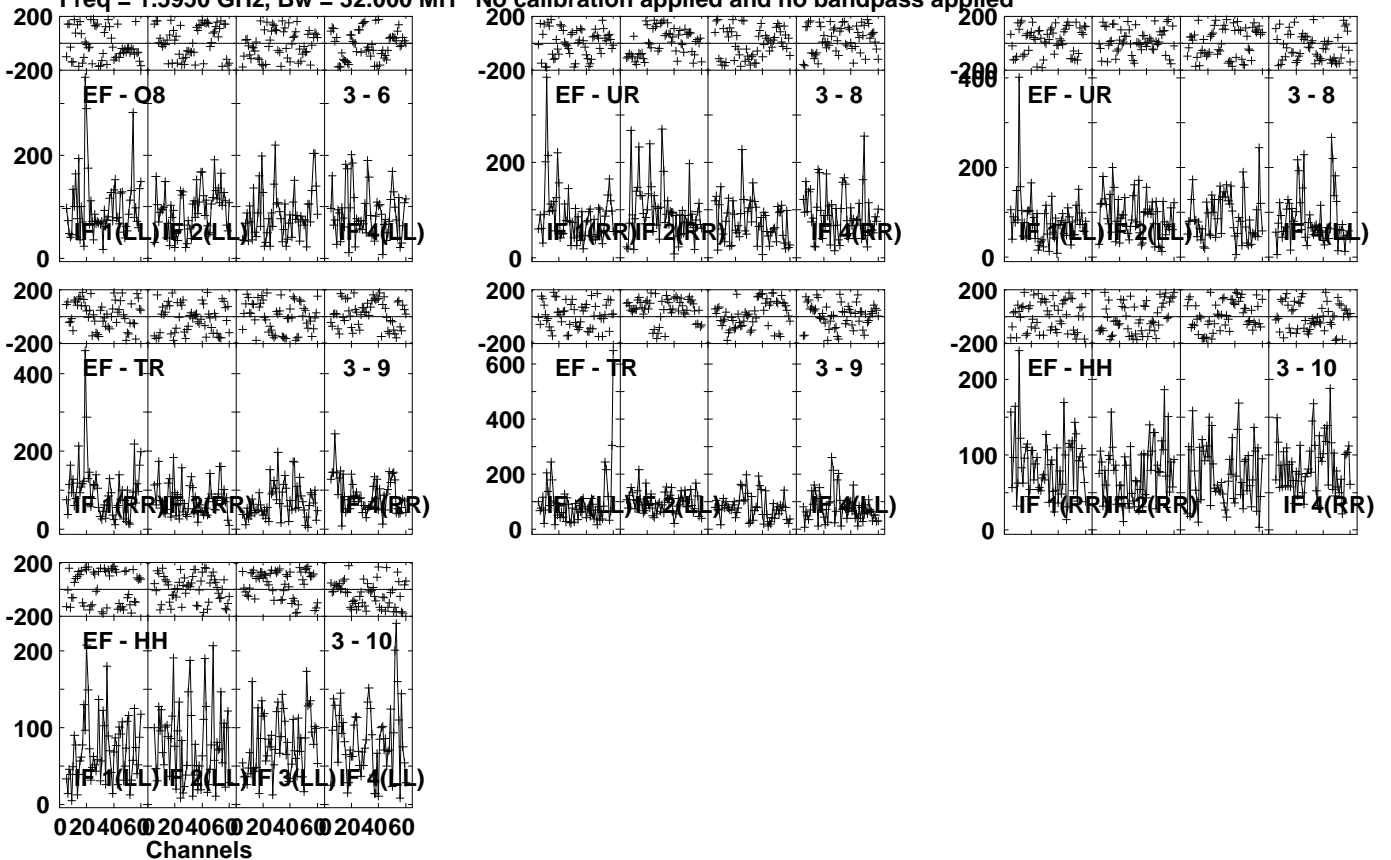 Freq = 1.5950 GHz, Bw = 32.000 MH No calibration applied and no bandpass applied
200 200 200
-200 -200 -200
400
EF - O8 3 - 6 EF - UR 3 - 8 EF - UR 3 - 8
200 200 200
IF 1(LL) IF 2(LL) IF 4(LL) IF 1(RR) IF 2(RR) IF 4(RR) IF 1(LL) IF 2(LL) IF 4(LL)
0 0 0
200 200 200
-200 -200 -200
EF - TR 3 - 9 EF - TR 3 - 9 EF - HH 3 - 10
400 600 200
400
200 200 100
IF 1(RR) IF 2(RR) IF 4(RR) IF 1(LL) IF 2(LL) IF 4(LL) IF 1(RR) IF 2(RR) IF 4(RR)
0 0 0
200
-200
EF - HH 3 - 10
200
100
IF 1(LL) IF 2(LL) IF 3(LL) IF 4(LL)
0
0 20 40 60 0 20 40 60 0 20 40 60 0 20 40 60
Channels